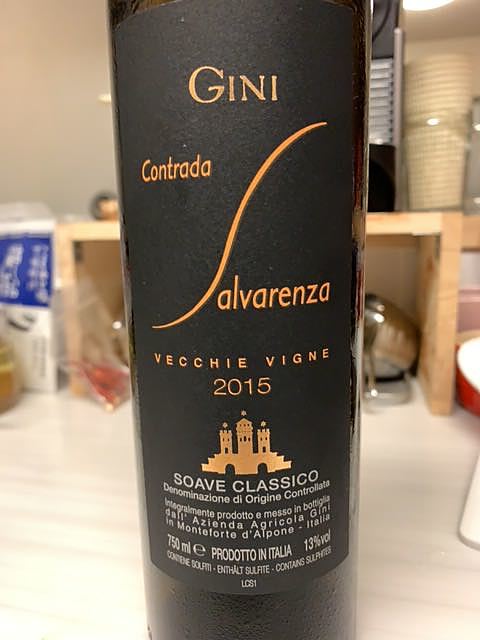 GINI
Contrada
Salvarenza
VECCHIE VIGNE
2015
SOAVE CLASSICO
Denominazione di Origine Controllata
Integralmente prodotto e messo in bottiglia
dall' Azienda Agricola Gini
in Monteforte d'Alpone - Italia
750 ml e PRODOTTO IN ITALIA 13%vol
CONTIENE SOLFITI - ENTHÄLT SULFITE - CONTAINS SULPHITES
LCS1